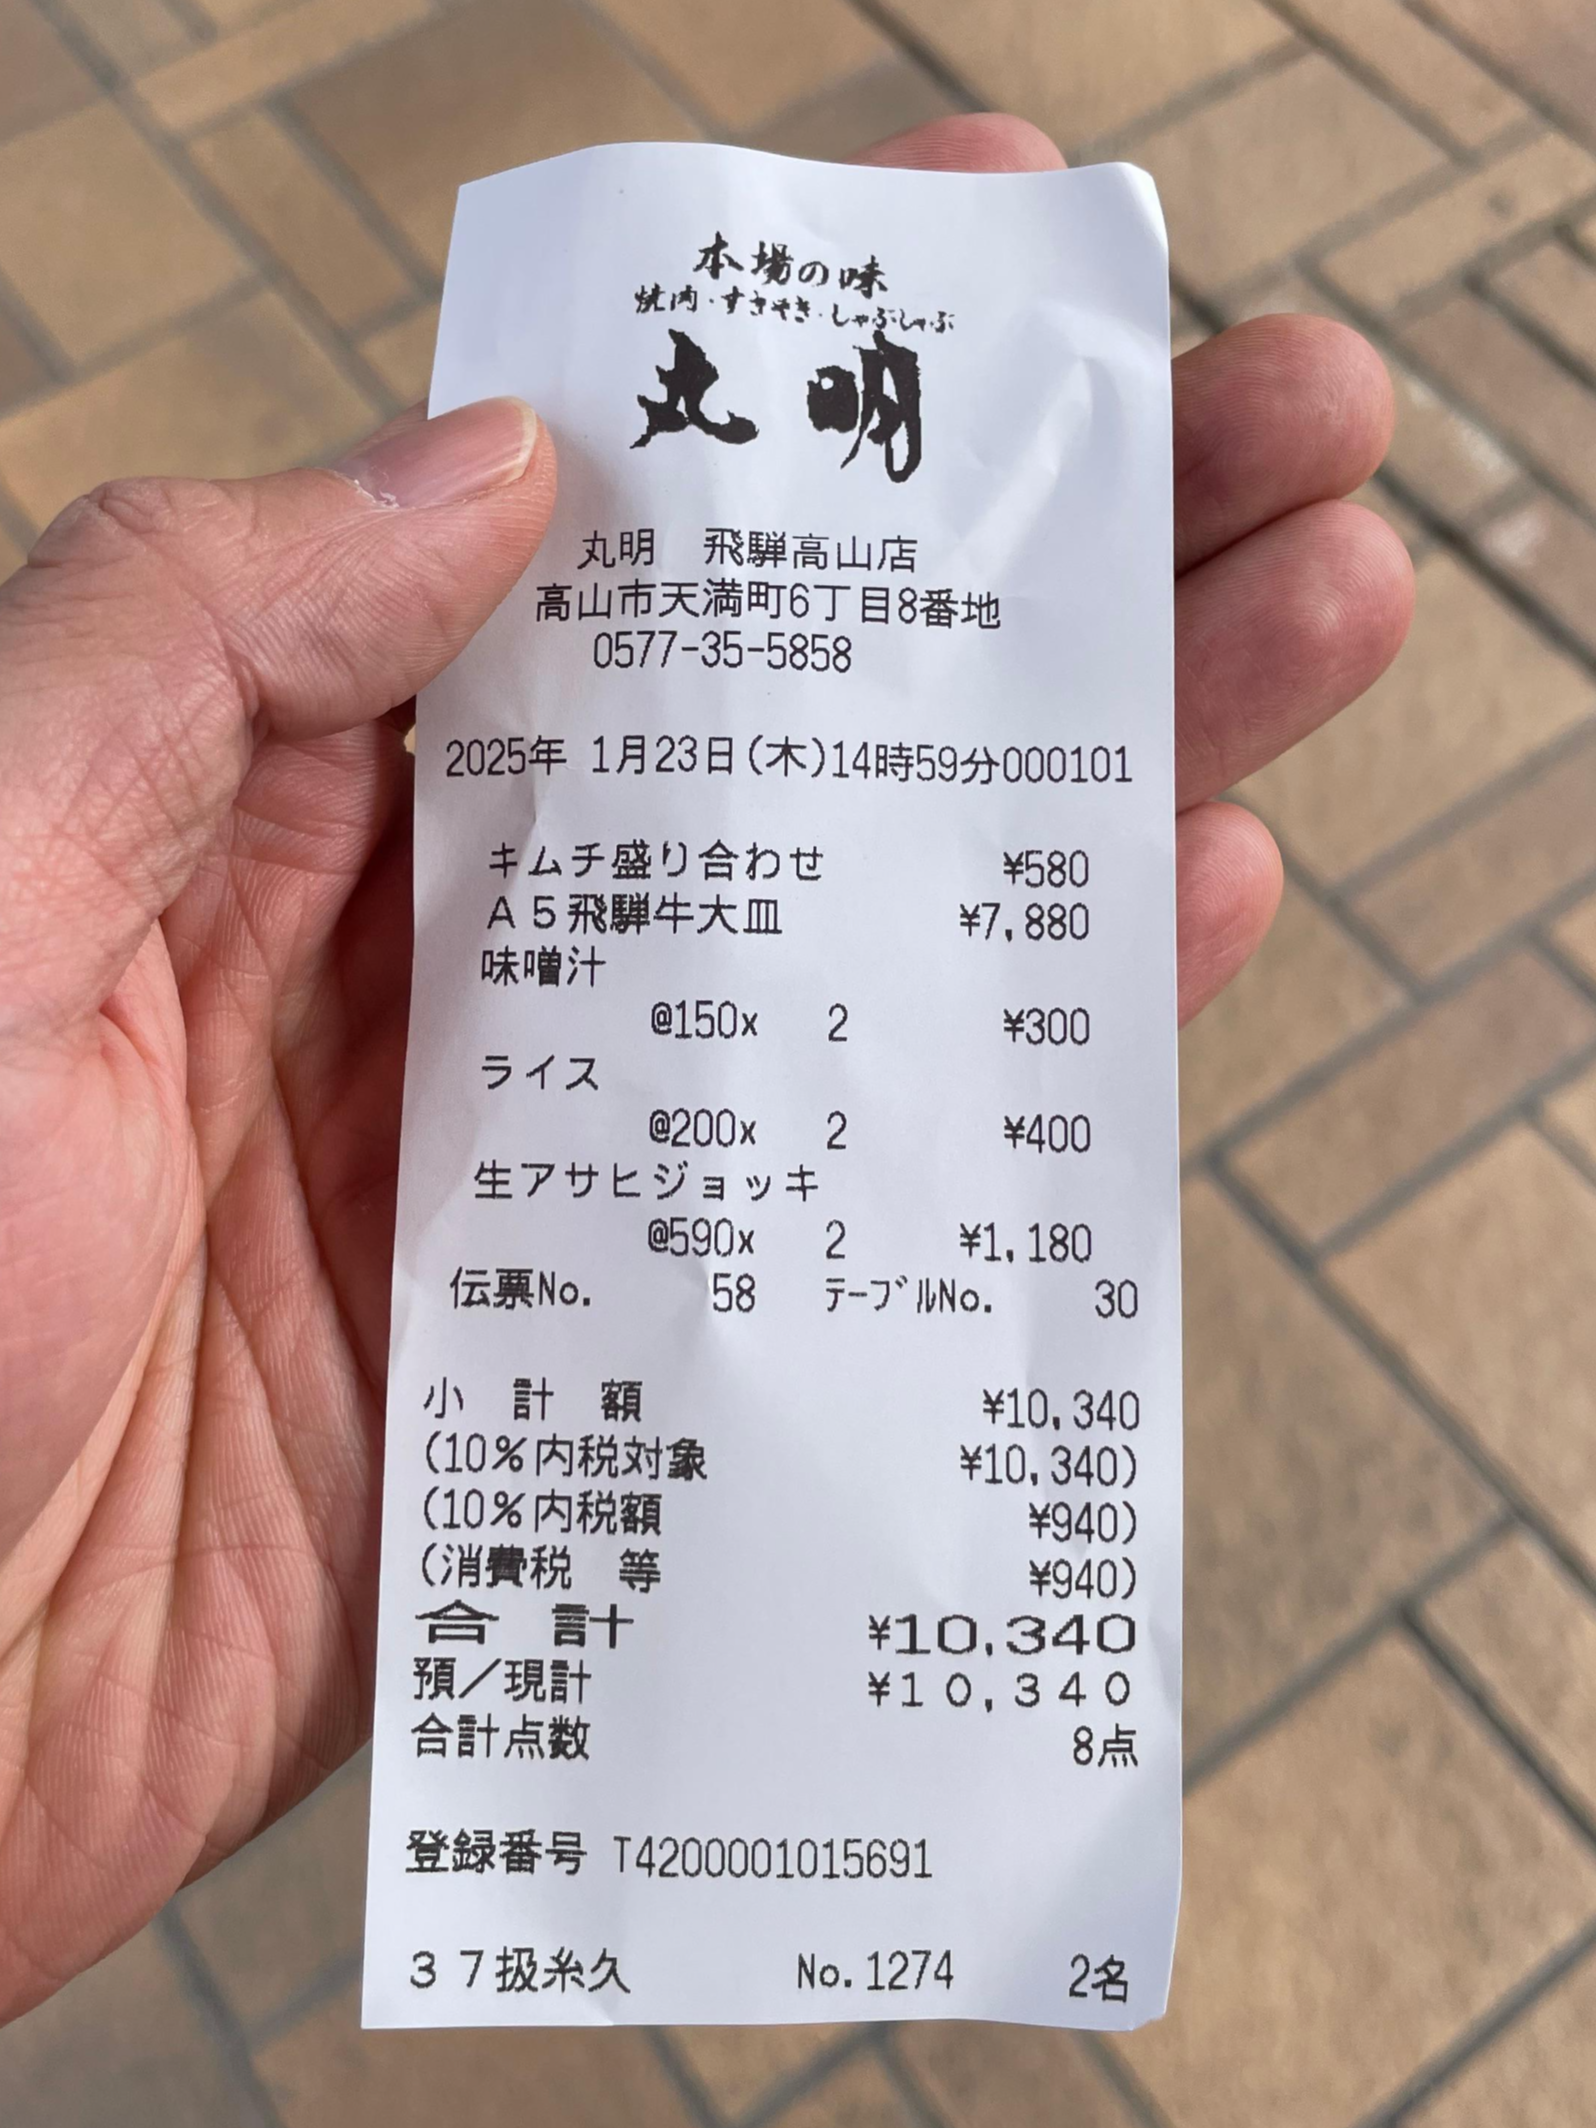 本場の味
焼肉・すきやき・しゃぶしゃぶ
丸明
丸明　飛騨高山店
高山市天満町6丁目8番地
0577-35-5858
2025年 1月23日(木)14時59分000101
キムチ盛り合わせ ¥580
Ａ５飛騨牛大皿 ¥7,880
味噌汁
@150x 2 ¥300
ライス
@200x 2 ¥400
生アサヒジョッキ
@590x 2 ¥1,180
伝票No. 58 ﾃｰﾌﾞﾙNo. 30
小　計　額 ¥10,340
(10%内税対象 ¥10,340)
(10%内税額 ¥940)
(消費税　等 ¥940)
合　計 ¥10,340
預／現計 ¥１０,３４０
合計点数 8点
登録番号 T4200001015691
３７扱糸久 No.1274 2名